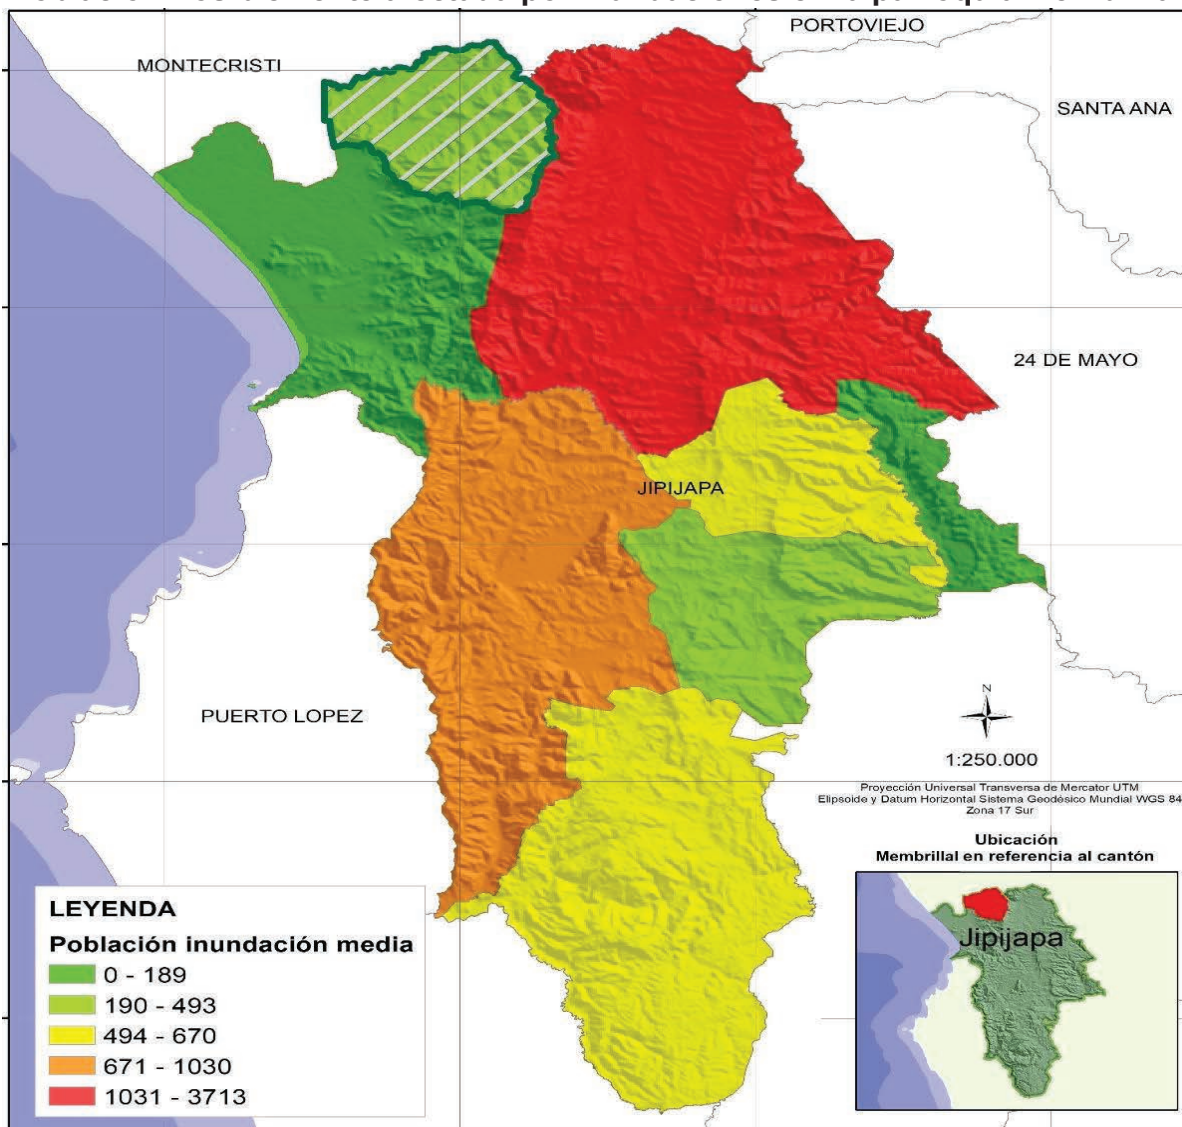 PORTOVIEJO
MONTECRISTI
SANTA ANA
24 DE MAYO
JIPIJAPA
PUERTO LOPEZ
N
1:250.000
Proyección Universal Transversa de Mercator UTM
Elipsoide y Datum Horizontal Sistema Geodésico Mundial WGS 84
Zona 17 Sur
Ubicación
Membrillal en referencia al cantón
Jipijapa
LEYENDA
Población inundación media
0 - 189
190 - 493
494 - 670
671 - 1030
1031 - 3713